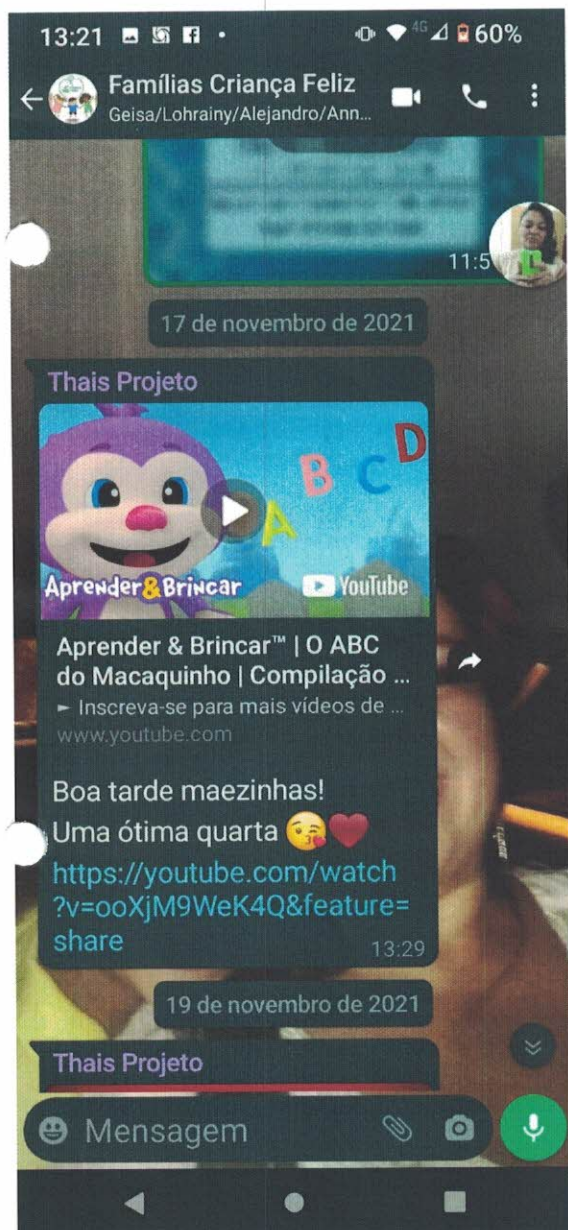 13:21
4G
60%
Famílias Criança Feliz
Geisa/Lohrainy/Alejandro/Ann...
11:5
17 de novembro de 2021
Thais Projeto
A B C D
Aprender&Brincar
YouTube
Aprender & Brincar™ | O ABC
do Macaquinho | Compilação ...
► Inscreva-se para mais vídeos de ...
www.youtube.com
Boa tarde maezinhas!
Uma ótima quarta 😘❤️
https://youtube.com/watch
?v=ooXjM9WeK4Q&feature=
share
13:29
19 de novembro de 2021
Thais Projeto
Mensagem